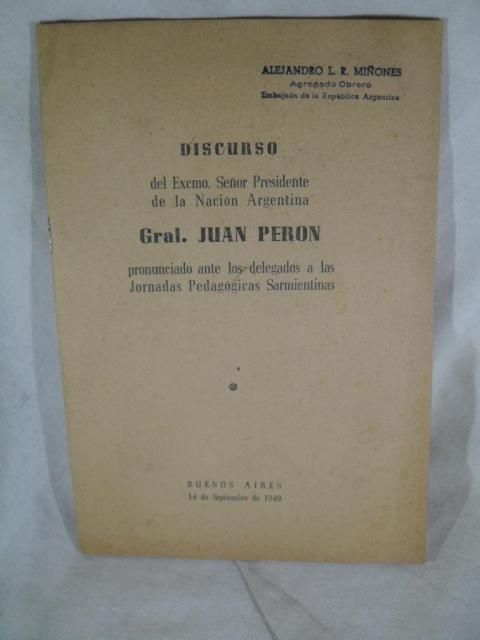 ALEJANDRO L. R. MIÑONES
Agregado Obrero
Embajada de la República Argentina
DISCURSO
del Excmo. Señor Presidente
de la Nación Argentina
Gral. JUAN PERON
pronunciado ante los delegados a las
Jornadas Pedagógicas Sarmientinas
BUENOS AIRES
14 de Septiembre de 1949